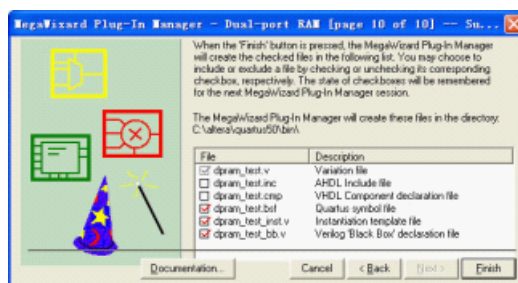 MegaWizard Plug-In Manager - Dual-port RAM [page 10 of 10] -- Su...
When the 'Finish' button is pressed, the MegaWizard Plug-In Manager
will create the checked files in the following list. You may choose to
include or exclude a file by checking or unchecking its corresponding
checkbox, respectively. The state of checkboxes will be remembered
for the next MegaWizard Plug-In Manager session.
The MegaWizard Plug-In Manager will create these files in the directory:
C:\altera\quartus50\bin\
File Description
dpram_test.v Variation file
dpram_test.inc AHDL Include file
dpram_test.cmp VHDL Component declaration file
dpram_test.bsf Quartus symbol file
dpram_test_inst.v Instantiation template file
dpram_test_bb.v Verilog 'Black Box' declaration file
Documentation... Cancel < Back Next > Finish